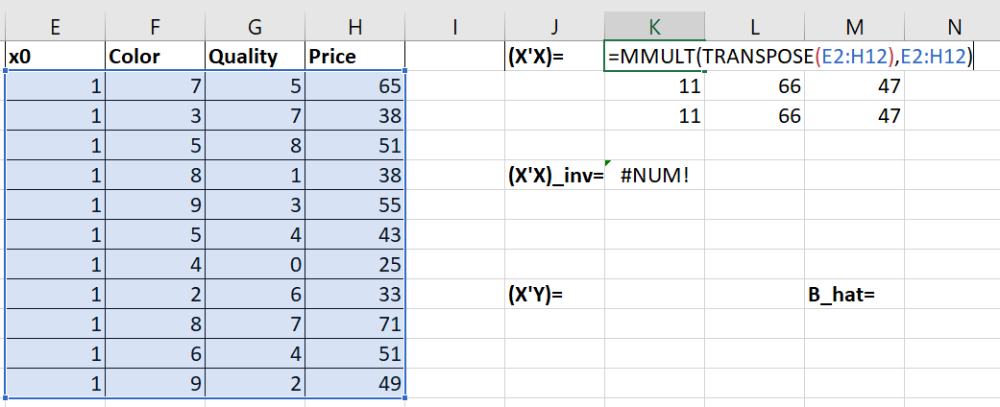 E F G H I J K L M N
x0 Color Quality Price (X'X)= =MMULT(TRANSPOSE(E2:H12),E2:H12)
1 7 5 65 11 66 47
1 3 7 38 11 66 47
1 5 8 51
1 8 1 38 (X'X)_inv= #NUM!
1 9 3 55
1 5 4 43
1 4 0 25
1 2 6 33 (X'Y)= B_hat=
1 8 7 71
1 6 4 51
1 9 2 49